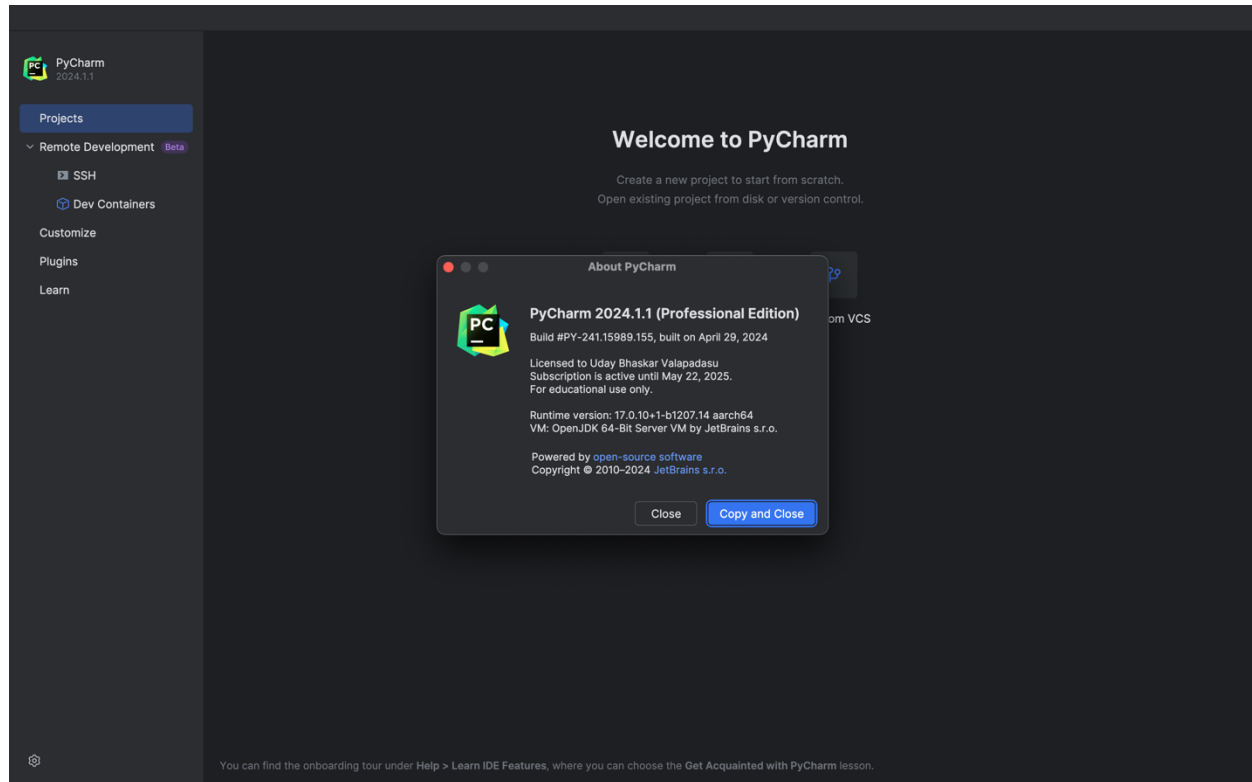 PyCharm
2024.1.1
Projects
Remote Development Beta
SSH
Dev Containers
Customize
Plugins
Learn
Welcome to PyCharm
Create a new project to start from scratch.
Open existing project from disk or version control.
om VCS
About PyCharm
PC
PyCharm 2024.1.1 (Professional Edition)
Build #PY-241.15989.155, built on April 29, 2024
Licensed to Uday Bhaskar Valapadasu
Subscription is active until May 22, 2025.
For educational use only.
Runtime version: 17.0.10+1-b1207.14 aarch64
VM: OpenJDK 64-Bit Server VM by JetBrains s.r.o.
Powered by open-source software
Copyright © 2010–2024 JetBrains s.r.o.
Close
Copy and Close
You can find the onboarding tour under Help > Learn IDE Features, where you can choose the Get Acquainted with PyCharm lesson.